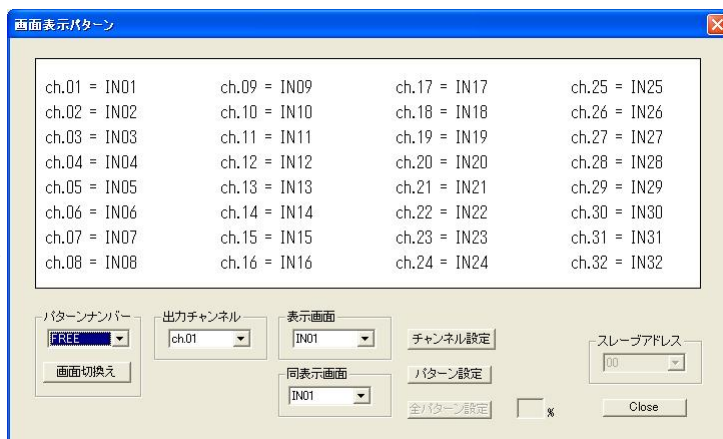 画面表示パターン
ch.01 = IN01 ch.09 = IN09 ch.17 = IN17 ch.25 = IN25
ch.02 = IN02 ch.10 = IN10 ch.18 = IN18 ch.26 = IN26
ch.03 = IN03 ch.11 = IN11 ch.19 = IN19 ch.27 = IN27
ch.04 = IN04 ch.12 = IN12 ch.20 = IN20 ch.28 = IN28
ch.05 = IN05 ch.13 = IN13 ch.21 = IN21 ch.29 = IN29
ch.06 = IN06 ch.14 = IN14 ch.22 = IN22 ch.30 = IN30
ch.07 = IN07 ch.15 = IN15 ch.23 = IN23 ch.31 = IN31
ch.08 = IN08 ch.16 = IN16 ch.24 = IN24 ch.32 = IN32
パターンナンバー
FREE
画面切換え
出力チャンネル
ch.01
表示画面
IN01
同表示画面
IN01
チャンネル設定
パターン設定
全パターン設定
%
スレーブアドレス
00
Close